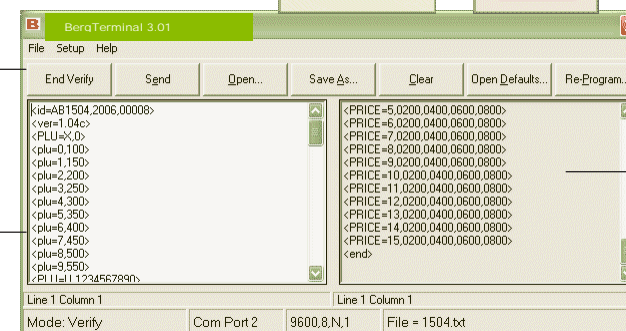 B BergTerminal 3.01
File Setup Help
End Verify Send Open... Save As... Clear Open Defaults... Re-Program...
<id=AB1504,2006,00008>
<ver=1.04c>
<PLU=X,0>
<plu=0,100>
<plu=1,150>
<plu=2,200>
<plu=3,250>
<plu=4,300>
<plu=5,350>
<plu=6,400>
<plu=7,450>
<plu=8,500>
<plu=9,550>
<PLU=U,1234567890>
<PRICE=5,0200,0400,0600,0800>
<PRICE=6,0200,0400,0600,0800>
<PRICE=7,0200,0400,0600,0800>
<PRICE=8,0200,0400,0600,0800>
<PRICE=9,0200,0400,0600,0800>
<PRICE=10,0200,0400,0600,0800>
<PRICE=11,0200,0400,0600,0800>
<PRICE=12,0200,0400,0600,0800>
<PRICE=13,0200,0400,0600,0800>
<PRICE=14,0200,0400,0600,0800>
<PRICE=15,0200,0400,0600,0800>
<end>
Line 1 Column 1 Line 1 Column 1
Mode: Verify Com Port 2 9600,8,N,1 File = 1504.txt